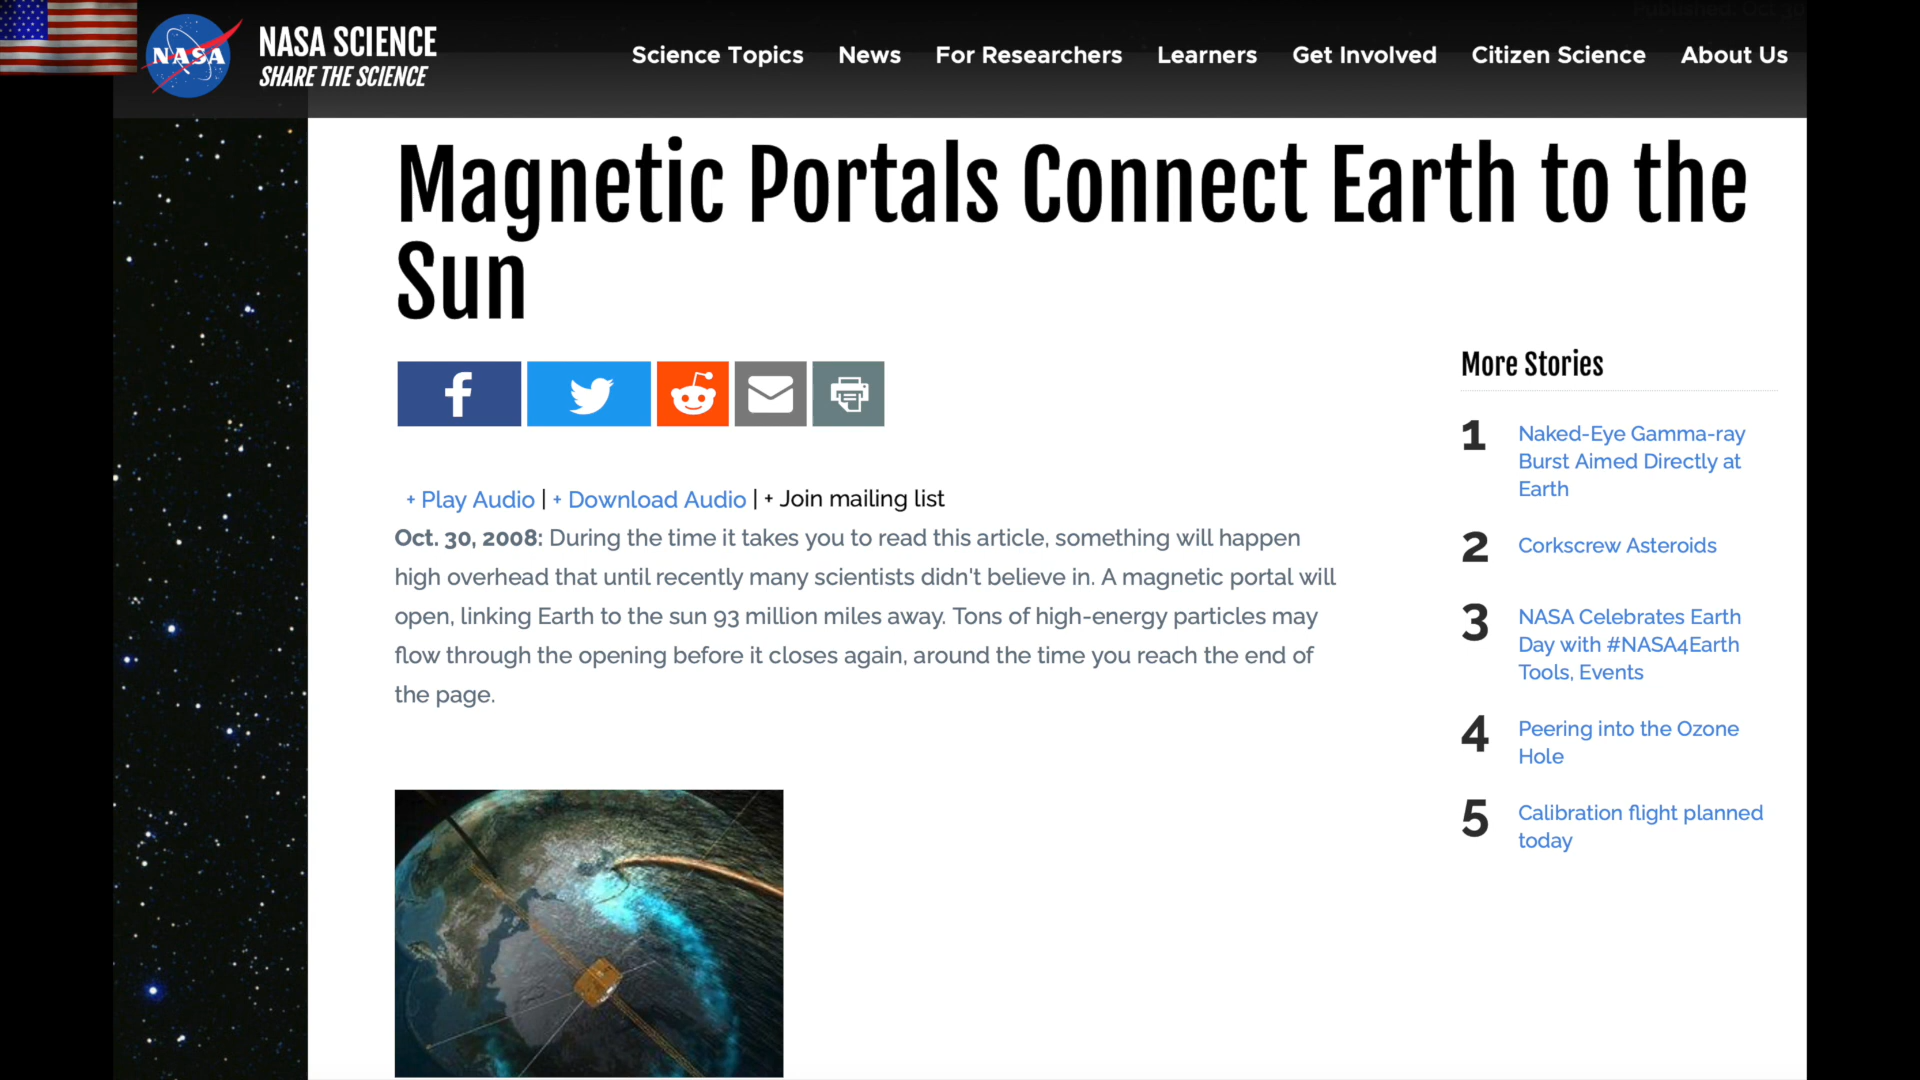 Published: Oct 30
NASA
NASA SCIENCE
SHARE THE SCIENCE
Science Topics
News
For Researchers
Learners
Get Involved
Citizen Science
About Us
Magnetic Portals Connect Earth to the
Sun
+ Play Audio | + Download Audio | + Join mailing list
Oct. 30, 2008: During the time it takes you to read this article, something will happen
high overhead that until recently many scientists didn't believe in. A magnetic portal will
open, linking Earth to the sun 93 million miles away. Tons of high-energy particles may
flow through the opening before it closes again, around the time you reach the end of
the page.
More Stories
1
Naked-Eye Gamma-ray
Burst Aimed Directly at
Earth
2
Corkscrew Asteroids
3
NASA Celebrates Earth
Day with #NASA4Earth
Tools, Events
4
Peering into the Ozone
Hole
5
Calibration flight planned
today